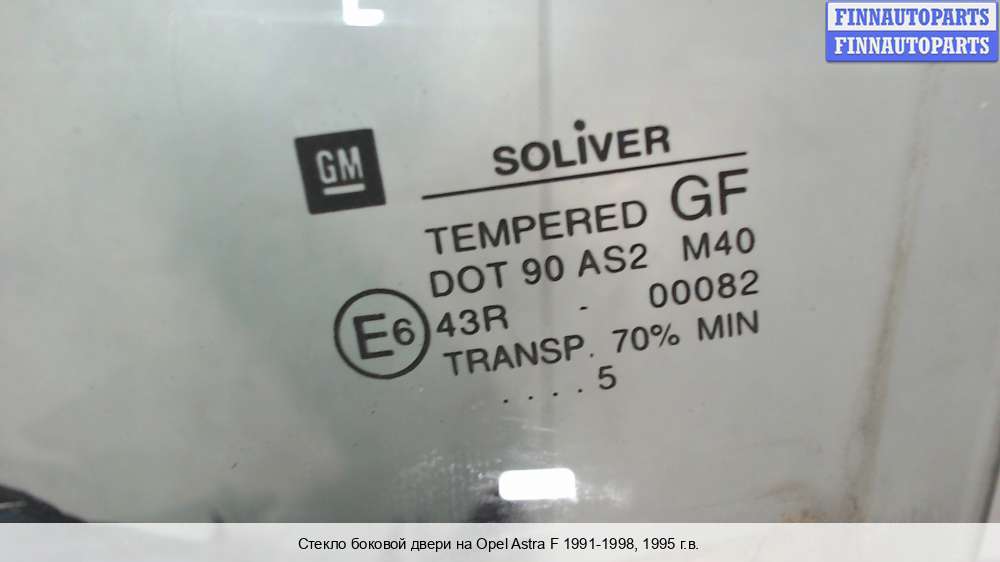 FINNAUTOPARTS
FINNAUTOPARTS
GM
SOLiVER
TEMPERED GF
DOT 90 AS2 M40
E6 43R - 00082
TRANSP. 70% MIN
. . . . 5
Стекло боковой двери на Opel Astra F 1991-1998, 1995 г.в.